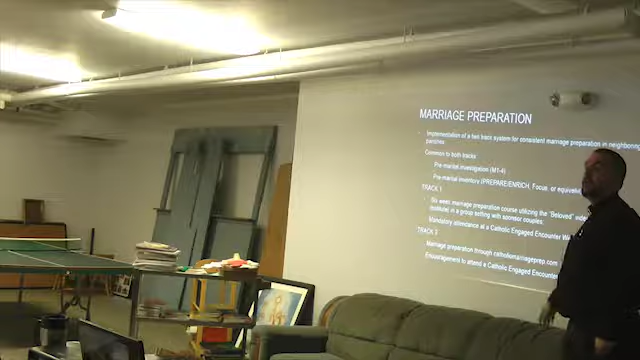 MARRIAGE PREPARATION
Implementation of a two track system for consistent marriage preparation in neighboring
parishes
Common to both tracks:
Pre-marital investigation (M1-4)
Pre-marital inventory (PREPARE/ENRICH, Focus, or equivalent
TRACK 1
Six week marriage preparation course utilizing the "Beloved"
Institute) in a group setting with sponsor couples
Mandatory attendance at a Catholic Engaged Encounter
TRACK 2
Marriage preparation through catholicmarriageprep.com
Encouragement to attend a Catholic Engaged Encounter